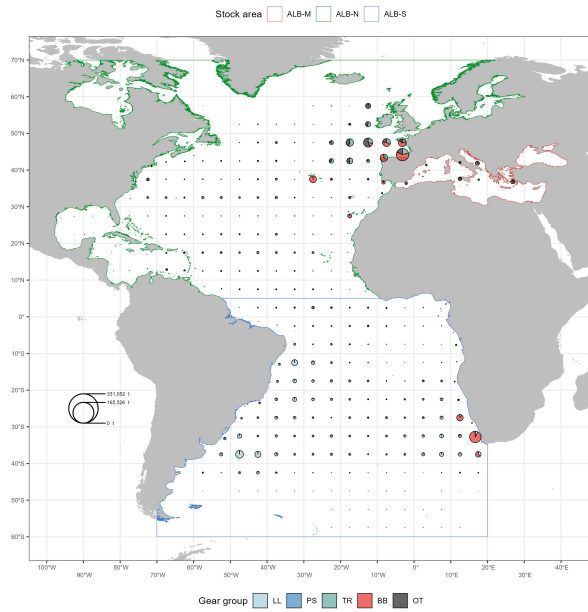 Stock area ALB-M ALB-N ALB-S
70°N
60°N
50°N
40°N
30°N
20°N
10°N
0°
10°S
20°S
30°S
40°S
50°S
60°S
331,052 t
165,526 t
0 t
100°W 90°W 80°W 70°W 60°W 50°W 40°W 30°W 20°W 10°W 0° 10°E 20°E 30°E 40°E
Gear group LL PS TR BB OT